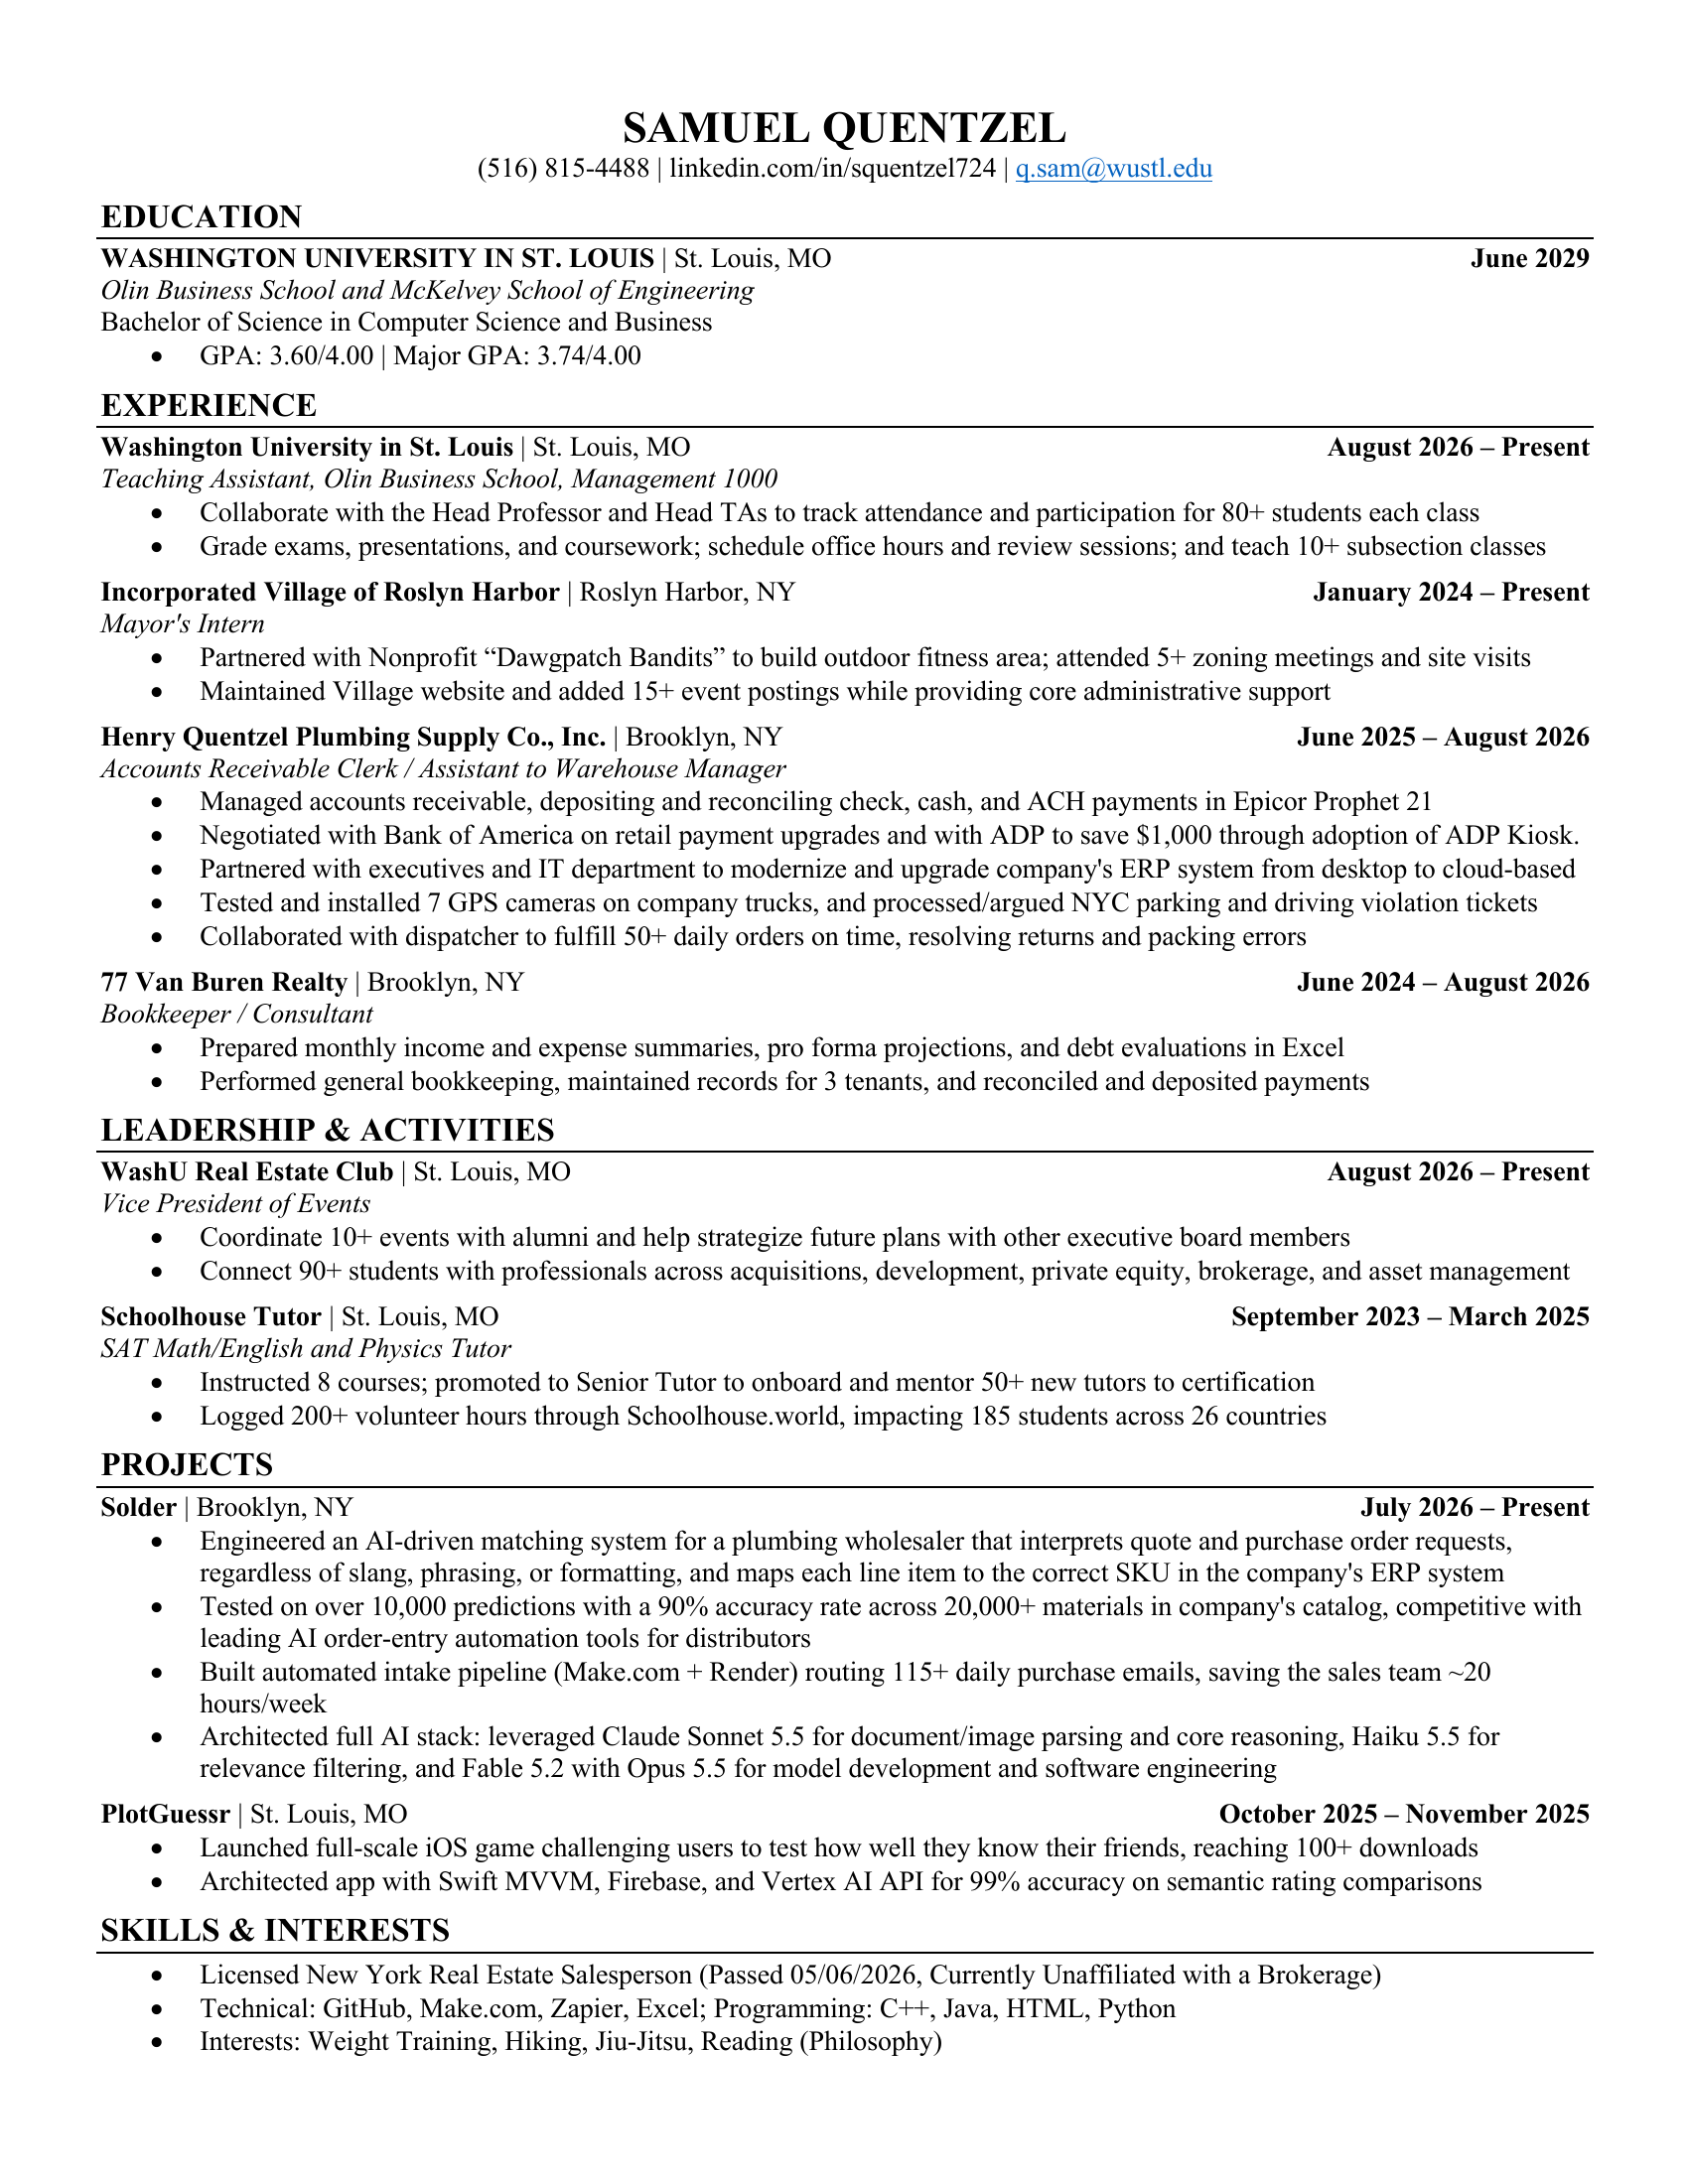 SAMUEL QUENTZEL
(516) 815-4488 | linkedin.com/in/squentzel724 | q.sam@wustl.edu
EDUCATION
WASHINGTON UNIVERSITY IN ST. LOUIS | St. Louis, MO June 2029
Olin Business School and McKelvey School of Engineering
Bachelor of Science in Computer Science and Business
• GPA: 3.60/4.00 | Major GPA: 3.74/4.00
EXPERIENCE
Washington University in St. Louis | St. Louis, MO August 2026 – Present
Teaching Assistant, Olin Business School, Management 1000
• Collaborate with the Head Professor and Head TAs to track attendance and participation for 80+ students each class
• Grade exams, presentations, and coursework; schedule office hours and review sessions; and teach 10+ subsection classes
Incorporated Village of Roslyn Harbor | Roslyn Harbor, NY January 2024 – Present
Mayor's Intern
• Partnered with Nonprofit “Dawgpatch Bandits” to build outdoor fitness area; attended 5+ zoning meetings and site visits
• Maintained Village website and added 15+ event postings while providing core administrative support
Henry Quentzel Plumbing Supply Co., Inc. | Brooklyn, NY June 2025 – August 2026
Accounts Receivable Clerk / Assistant to Warehouse Manager
• Managed accounts receivable, depositing and reconciling check, cash, and ACH payments in Epicor Prophet 21
• Negotiated with Bank of America on retail payment upgrades and with ADP to save $1,000 through adoption of ADP Kiosk.
• Partnered with executives and IT department to modernize and upgrade company's ERP system from desktop to cloud-based
• Tested and installed 7 GPS cameras on company trucks, and processed/argued NYC parking and driving violation tickets
• Collaborated with dispatcher to fulfill 50+ daily orders on time, resolving returns and packing errors
77 Van Buren Realty | Brooklyn, NY June 2024 – August 2026
Bookkeeper / Consultant
• Prepared monthly income and expense summaries, pro forma projections, and debt evaluations in Excel
• Performed general bookkeeping, maintained records for 3 tenants, and reconciled and deposited payments
LEADERSHIP & ACTIVITIES
WashU Real Estate Club | St. Louis, MO August 2026 – Present
Vice President of Events
• Coordinate 10+ events with alumni and help strategize future plans with other executive board members
• Connect 90+ students with professionals across acquisitions, development, private equity, brokerage, and asset management
Schoolhouse Tutor | St. Louis, MO September 2023 – March 2025
SAT Math/English and Physics Tutor
• Instructed 8 courses; promoted to Senior Tutor to onboard and mentor 50+ new tutors to certification
• Logged 200+ volunteer hours through Schoolhouse.world, impacting 185 students across 26 countries
PROJECTS
Solder | Brooklyn, NY July 2026 – Present
• Engineered an AI-driven matching system for a plumbing wholesaler that interprets quote and purchase order requests,
regardless of slang, phrasing, or formatting, and maps each line item to the correct SKU in the company's ERP system
• Tested on over 10,000 predictions with a 90% accuracy rate across 20,000+ materials in company's catalog, competitive with
leading AI order-entry automation tools for distributors
• Built automated intake pipeline (Make.com + Render) routing 115+ daily purchase emails, saving the sales team ~20
hours/week
• Architected full AI stack: leveraged Claude Sonnet 5.5 for document/image parsing and core reasoning, Haiku 5.5 for
relevance filtering, and Fable 5.2 with Opus 5.5 for model development and software engineering
PlotGuessr | St. Louis, MO October 2025 – November 2025
• Launched full-scale iOS game challenging users to test how well they know their friends, reaching 100+ downloads
• Architected app with Swift MVVM, Firebase, and Vertex AI API for 99% accuracy on semantic rating comparisons
SKILLS & INTERESTS
• Licensed New York Real Estate Salesperson (Passed 05/06/2026, Currently Unaffiliated with a Brokerage)
• Technical: GitHub, Make.com, Zapier, Excel; Programming: C++, Java, HTML, Python
• Interests: Weight Training, Hiking, Jiu-Jitsu, Reading (Philosophy)